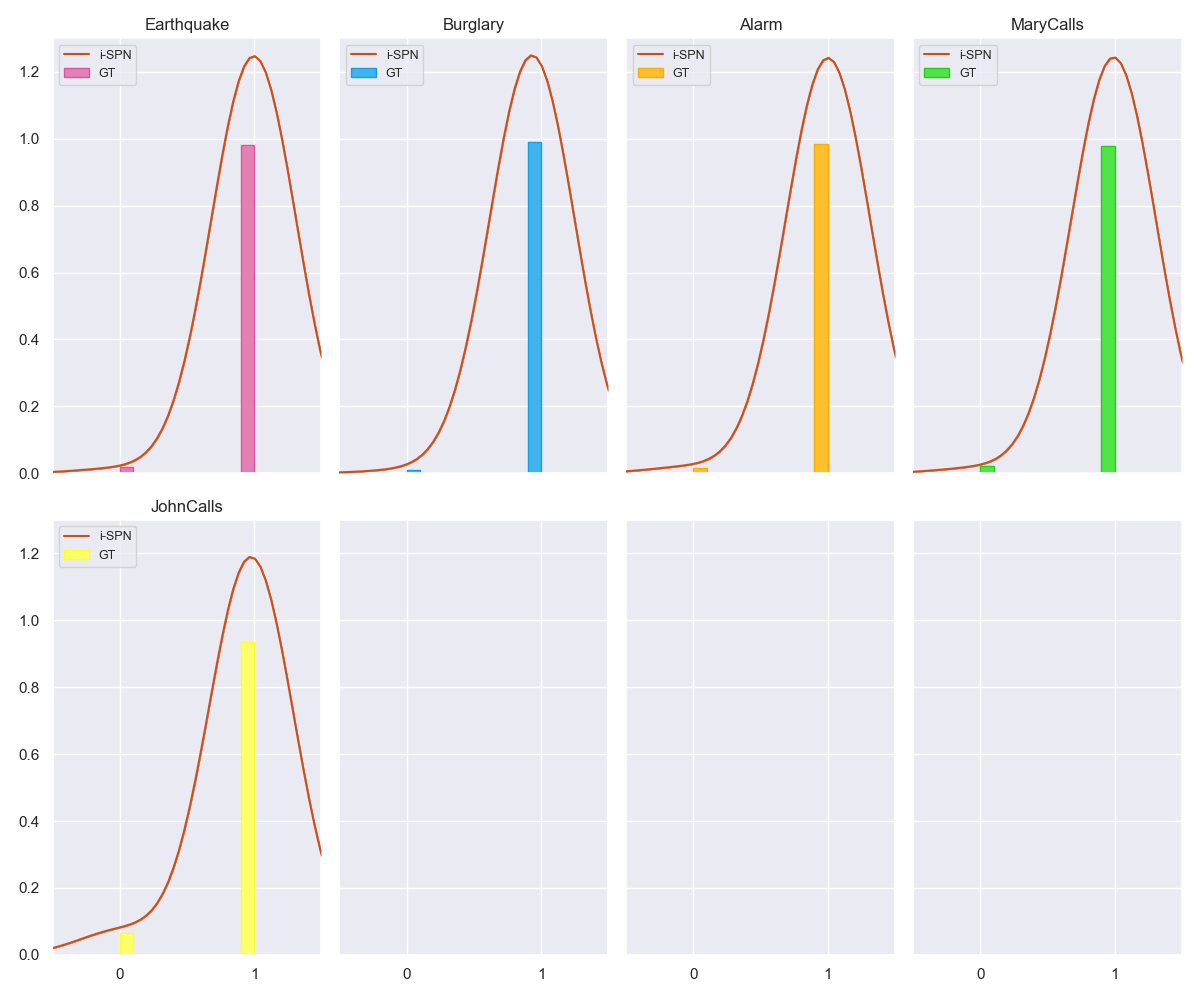 Earthquake
i-SPN
GT
Burglary
i-SPN
GT
Alarm
i-SPN
GT
MaryCalls
i-SPN
GT
1.2
1.0
0.8
0.6
0.4
0.2
0.0
JohnCalls
i-SPN
GT
1.2
1.0
0.8
0.6
0.4
0.2
0.0
0 1 0 1 0 1 0 1